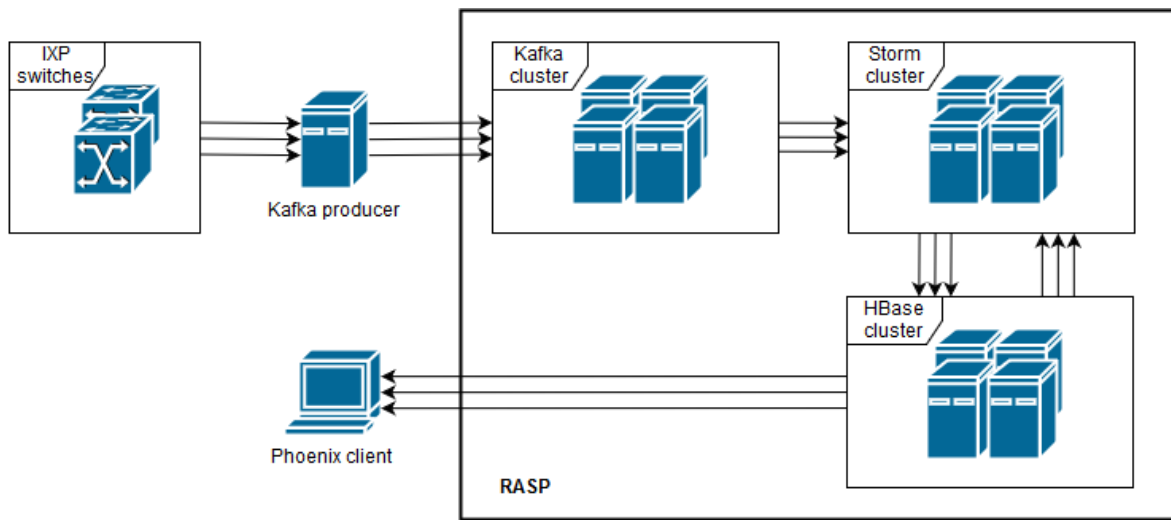 IXP
switches
Kafka producer
Kafka
cluster
Storm
cluster
HBase
cluster
Phoenix client
RASP